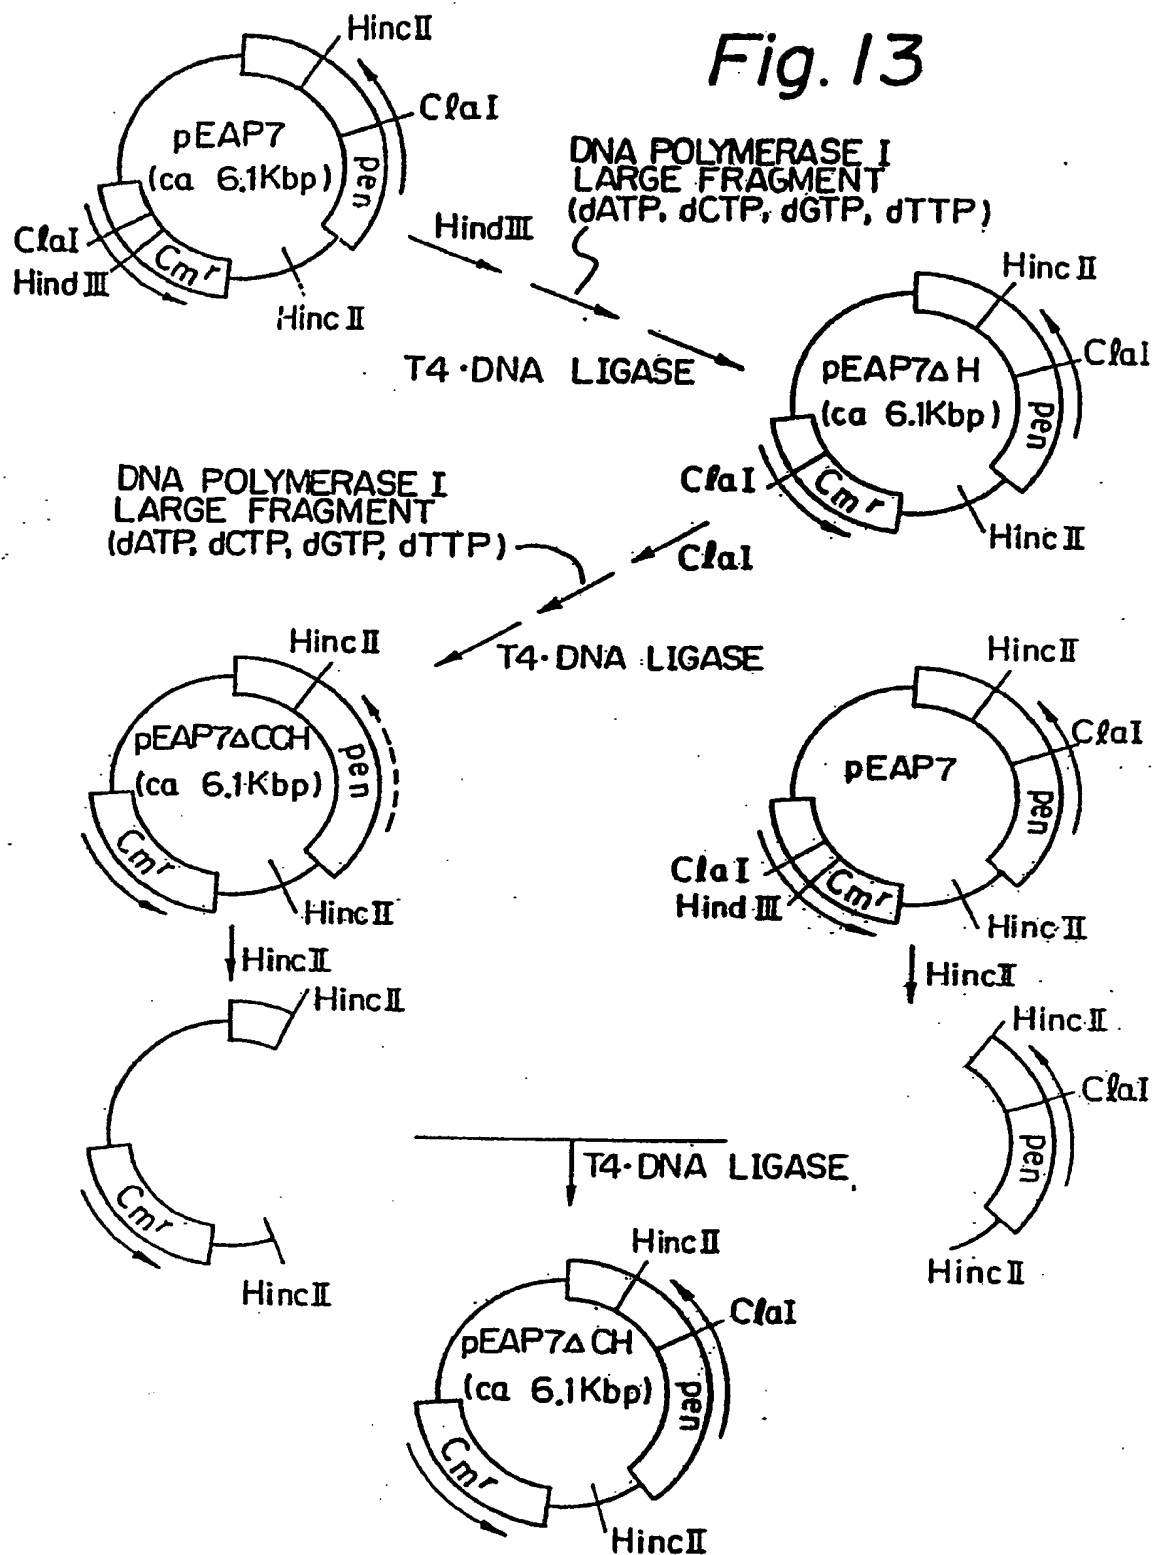 Fig. 13
HincII
ClaI
pEAP7
(ca 6.1Kbp)
pen
ClaI
HindIII
Cmr
HincII
HindIII
DNA POLYMERASE I
LARGE FRAGMENT
(dATP, dCTP, dGTP, dTTP)
T4·DNA LIGASE
HincII
ClaI
pEAP7ΔH
(ca 6.1Kbp)
pen
ClaI
Cmr
HincII
DNA POLYMERASE I
LARGE FRAGMENT
(dATP, dCTP, dGTP, dTTP)
ClaI
T4·DNA LIGASE
HincII
pEAP7ΔCCH
(ca 6.1Kbp)
pen
Cmr
HincII
HincII
HincII
ClaI
pEAP7
pen
ClaI
HindIII
Cmr
HincII
HincII
HincII
Cmr
HincII
HincII
ClaI
pen
HincII
T4·DNA LIGASE
HincII
ClaI
pEAP7ΔCH
(ca 6.1Kbp)
pen
Cmr
HincII